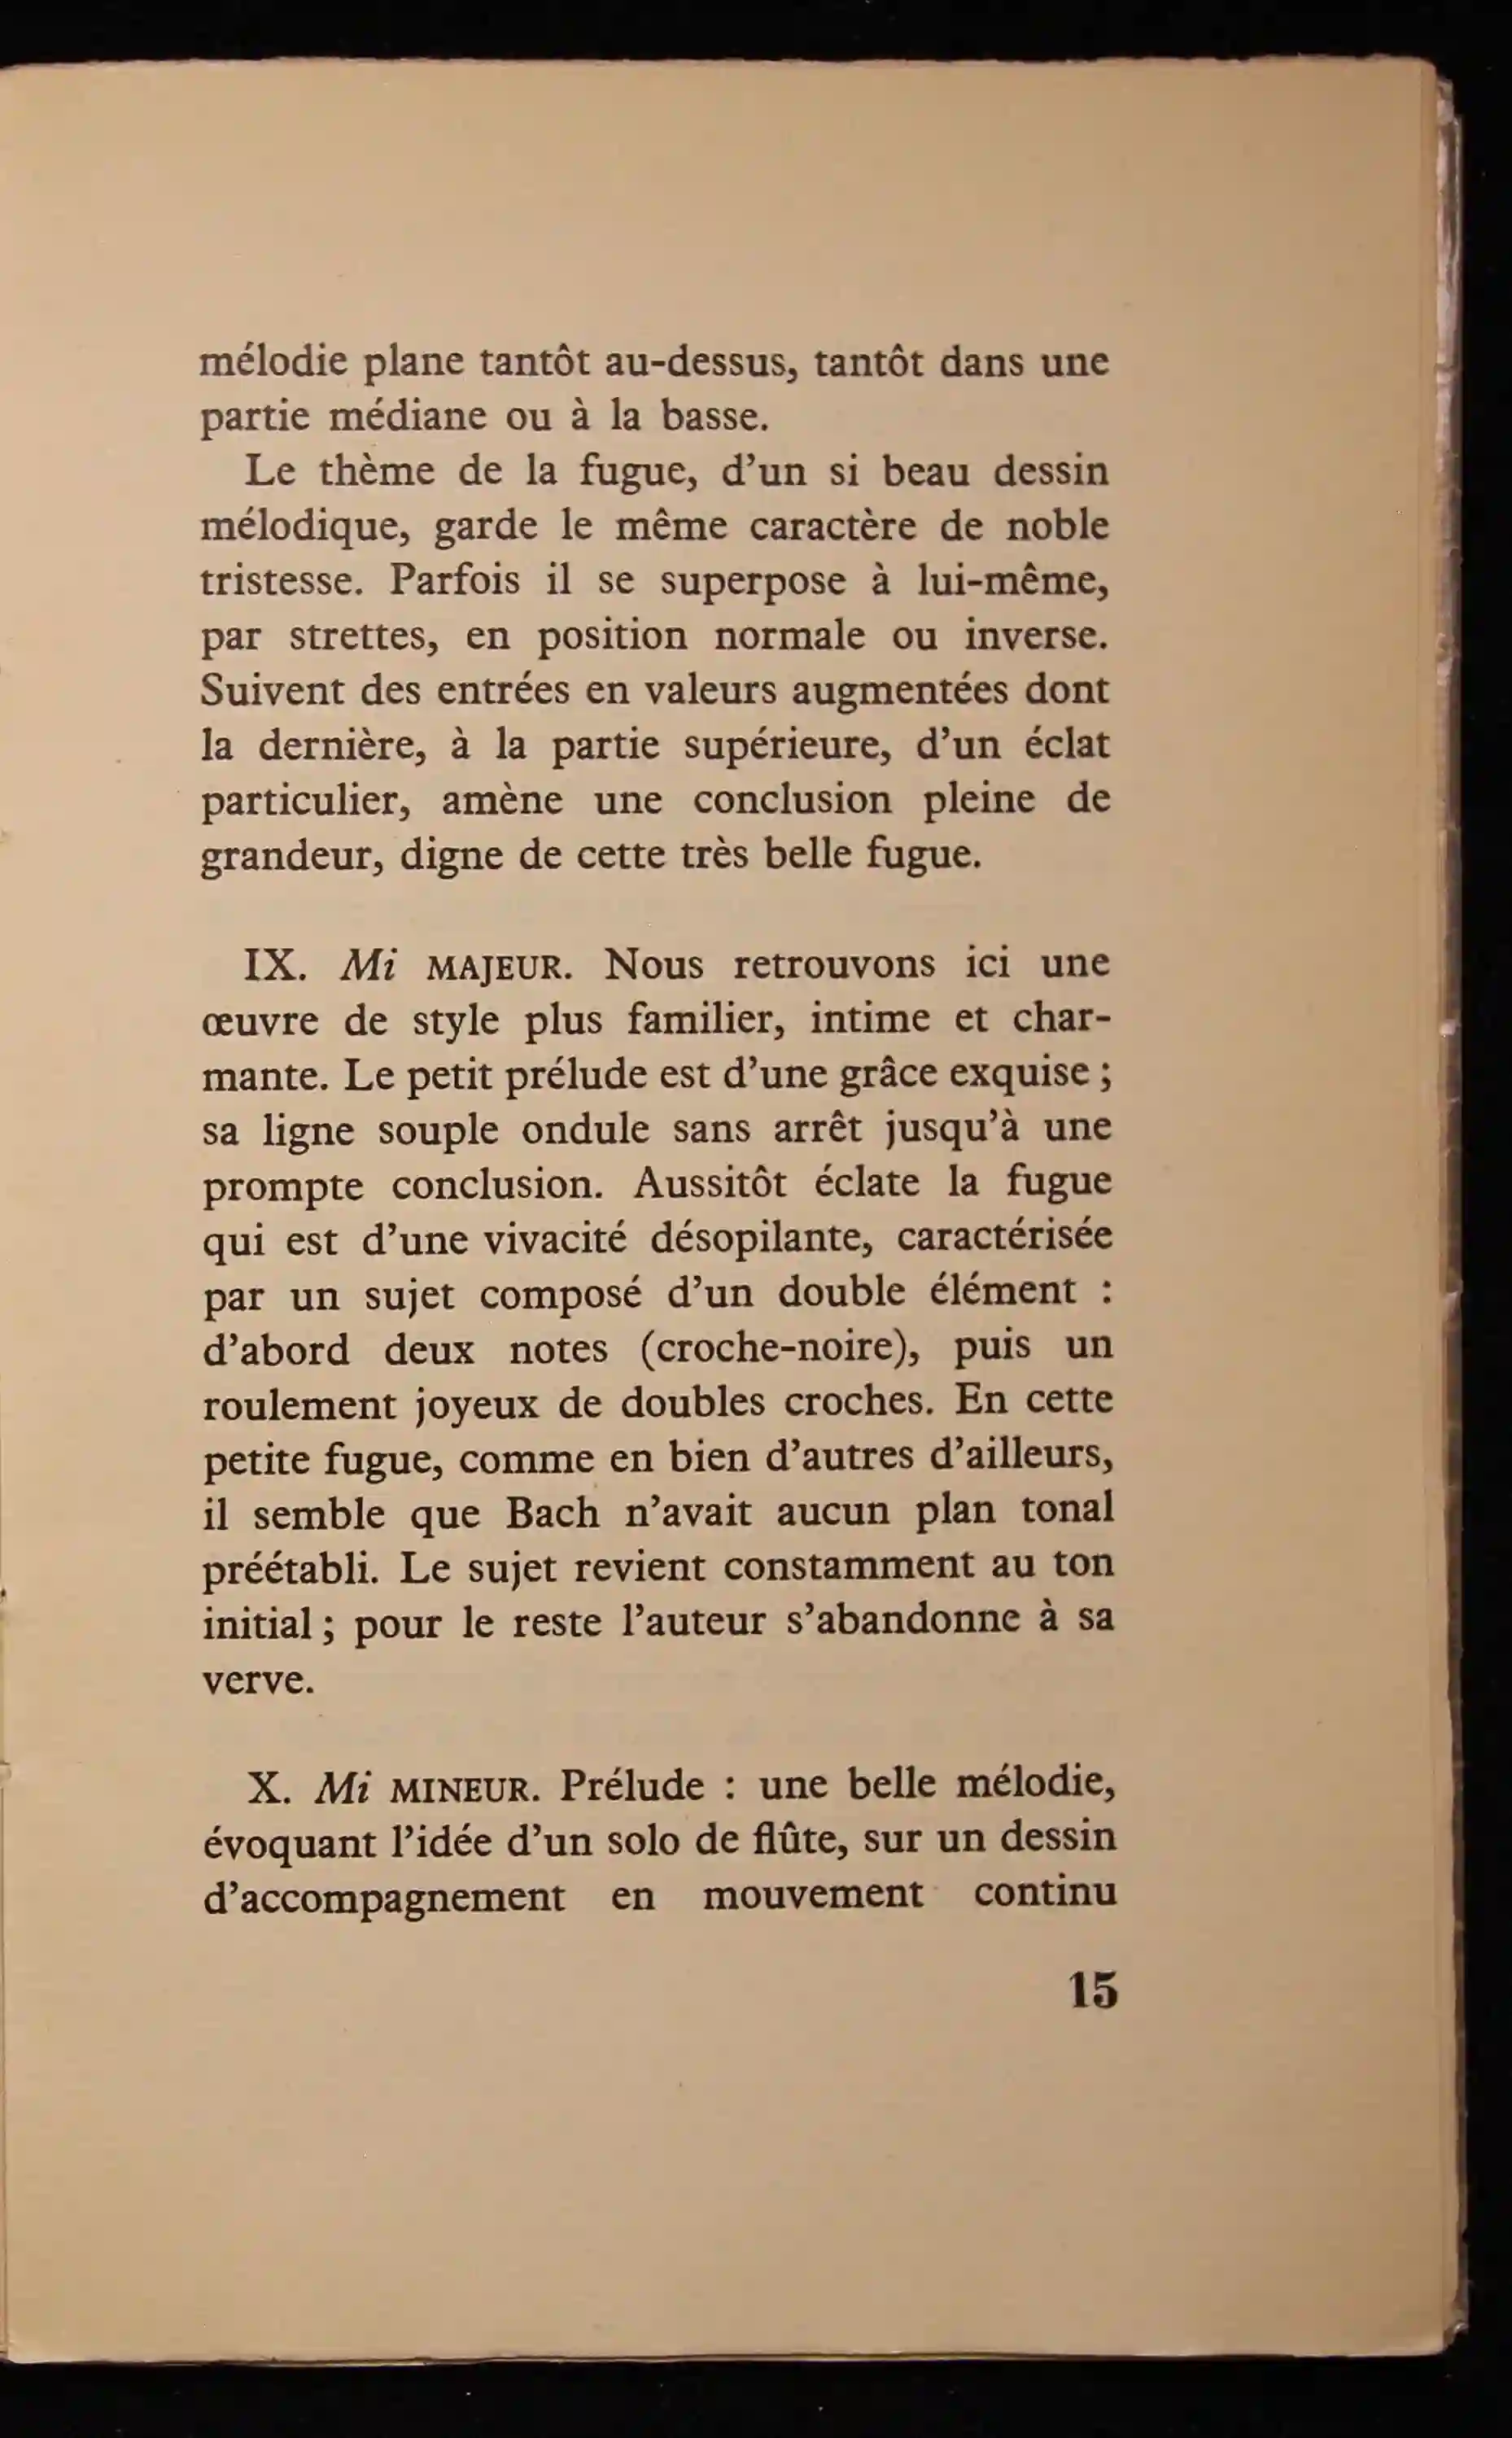 mélodie plane tantôt au-dessus, tantôt dans une
partie médiane ou à la basse.
Le thème de la fugue, d’un si beau dessin
mélodique, garde le même caractère de noble
tristesse. Parfois il se superpose à lui-même,
par strettes, en position normale ou inverse.
Suivent des entrées en valeurs augmentées dont
la dernière, à la partie supérieure, d’un éclat
particulier, amène une conclusion pleine de
grandeur, digne de cette très belle fugue.
IX. Mi MAJEUR. Nous retrouvons ici une
œuvre de style plus familier, intime et char-
mante. Le petit prélude est d’une grâce exquise ;
sa ligne souple ondule sans arrêt jusqu’à une
prompte conclusion. Aussitôt éclate la fugue
qui est d’une vivacité désopilante, caractérisée
par un sujet composé d’un double élément :
d’abord deux notes (croche-noire), puis un
roulement joyeux de doubles croches. En cette
petite fugue, comme en bien d’autres d’ailleurs,
il semble que Bach n’avait aucun plan tonal
préétabli. Le sujet revient constamment au ton
initial ; pour le reste l’auteur s’abandonne à sa
verve.
X. Mi MINEUR. Prélude : une belle mélodie,
évoquant l’idée d’un solo de flûte, sur un dessin
d’accompagnement en mouvement continu
15